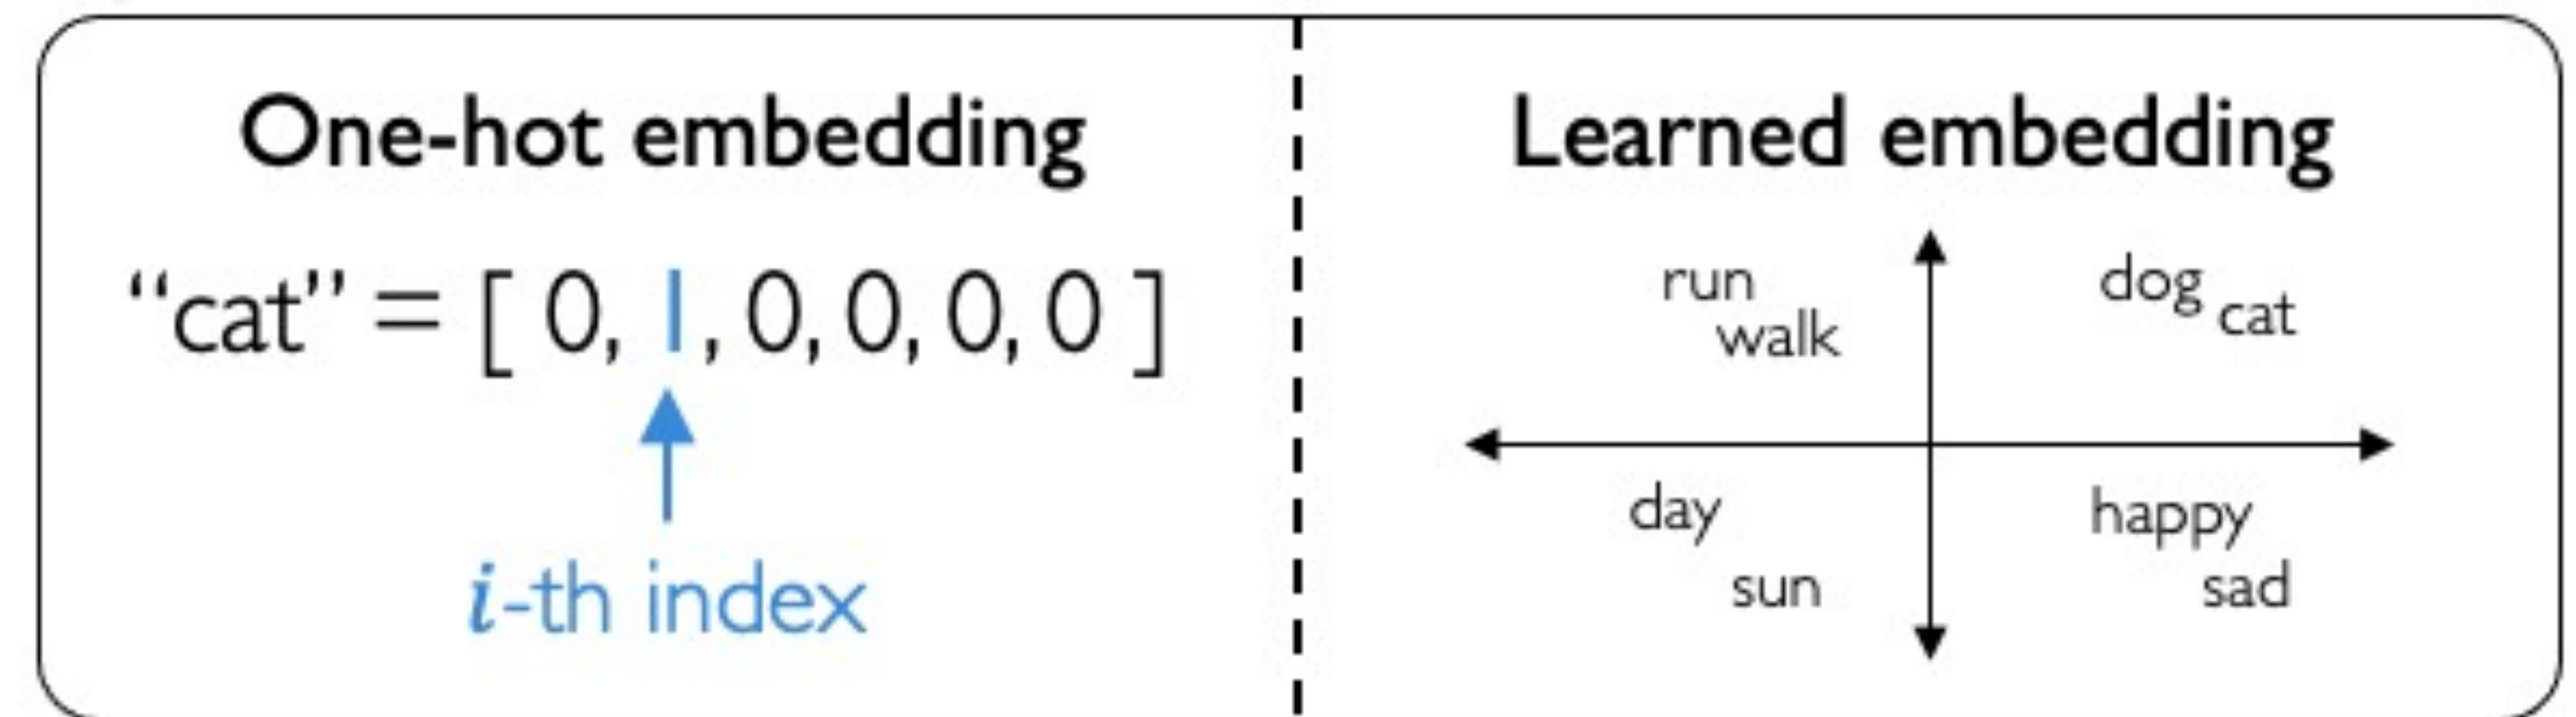 One-hot embedding
“cat” = [ 0, 1, 0, 0, 0, 0 ]
i-th index
Learned embedding
run
walk
dog
cat
day
sun
happy
sad